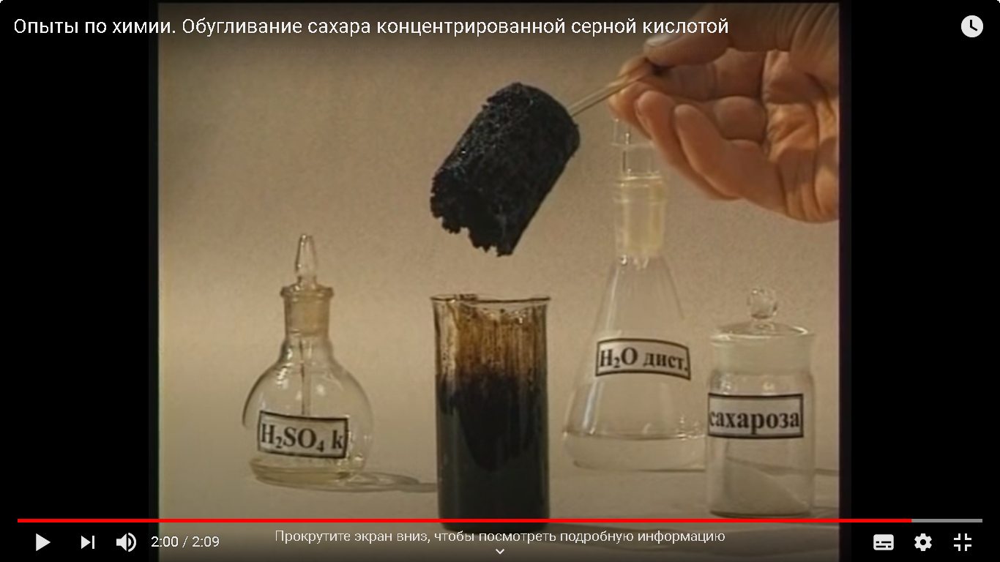 Опыты по химии. Обугливание сахара концентрированной серной кислотой
H₂O дист.
сахароза
H₂SO₄ k
Прокрутите экран вниз, чтобы посмотреть подробную информацию
2:00 / 2:09